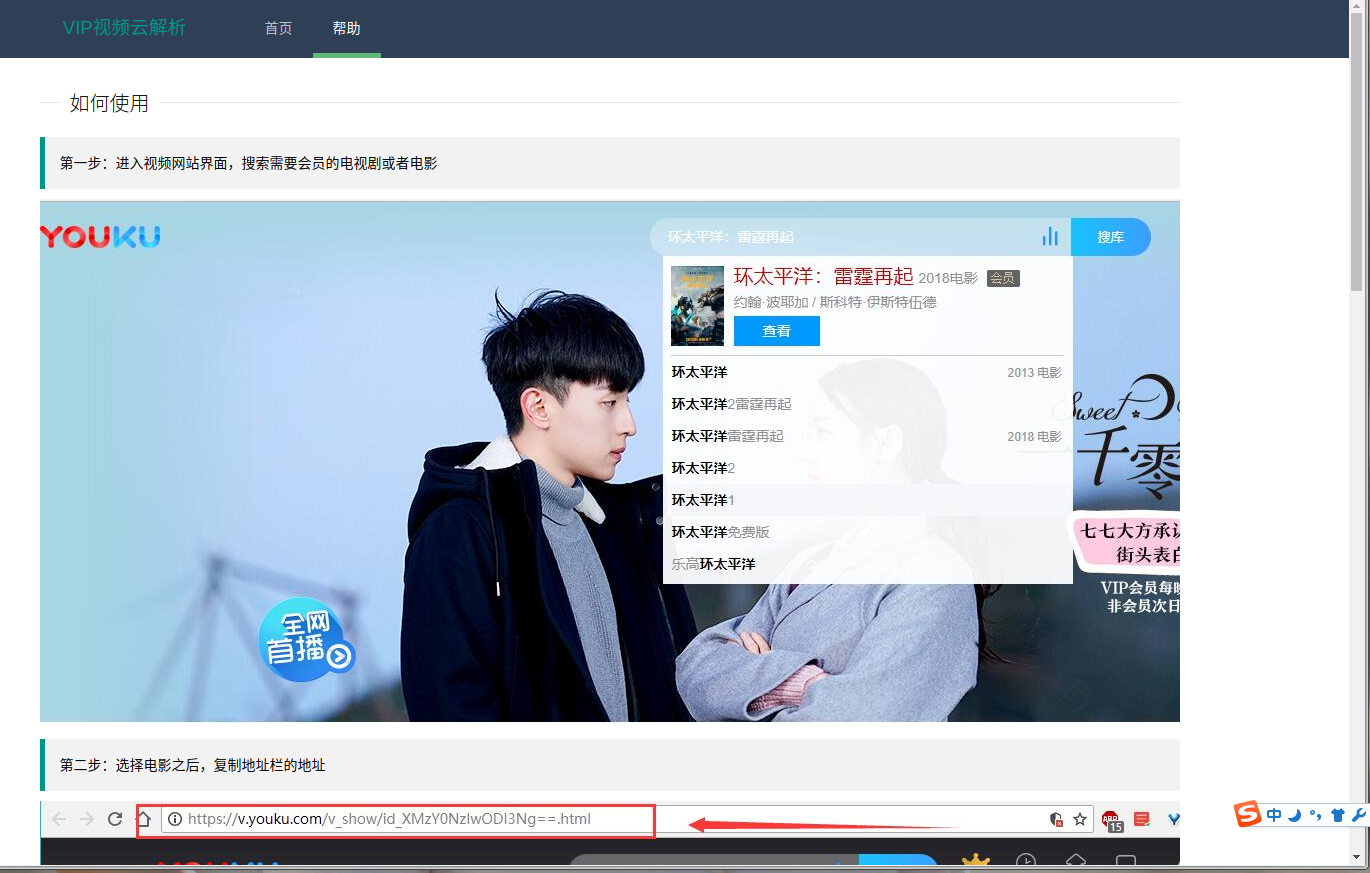 VIP视频云解析 首页 帮助
如何使用
第一步：进入视频网站界面，搜索需要会员的电视剧或者电影
YOUKU
环太平洋：雷霆再起 搜库
环太平洋：雷霆再起 2018电影 会员
约翰·波耶加 / 斯科特·伊斯特伍德
查看
环太平洋 2013 电影
环太平洋2雷霆再起
环太平洋雷霆再起 2018 电影
环太平洋2
环太平洋1
环太平洋免费版
乐高环太平洋
Sweet
千零
七七大方承认
街头表白
VIP会员每晚
非会员次日
全网
首播
第二步：选择电影之后，复制地址栏的地址
https://v.youku.com/v_show/id_XMzY0NzIwODI3Ng==.html
ABP
15
S 中